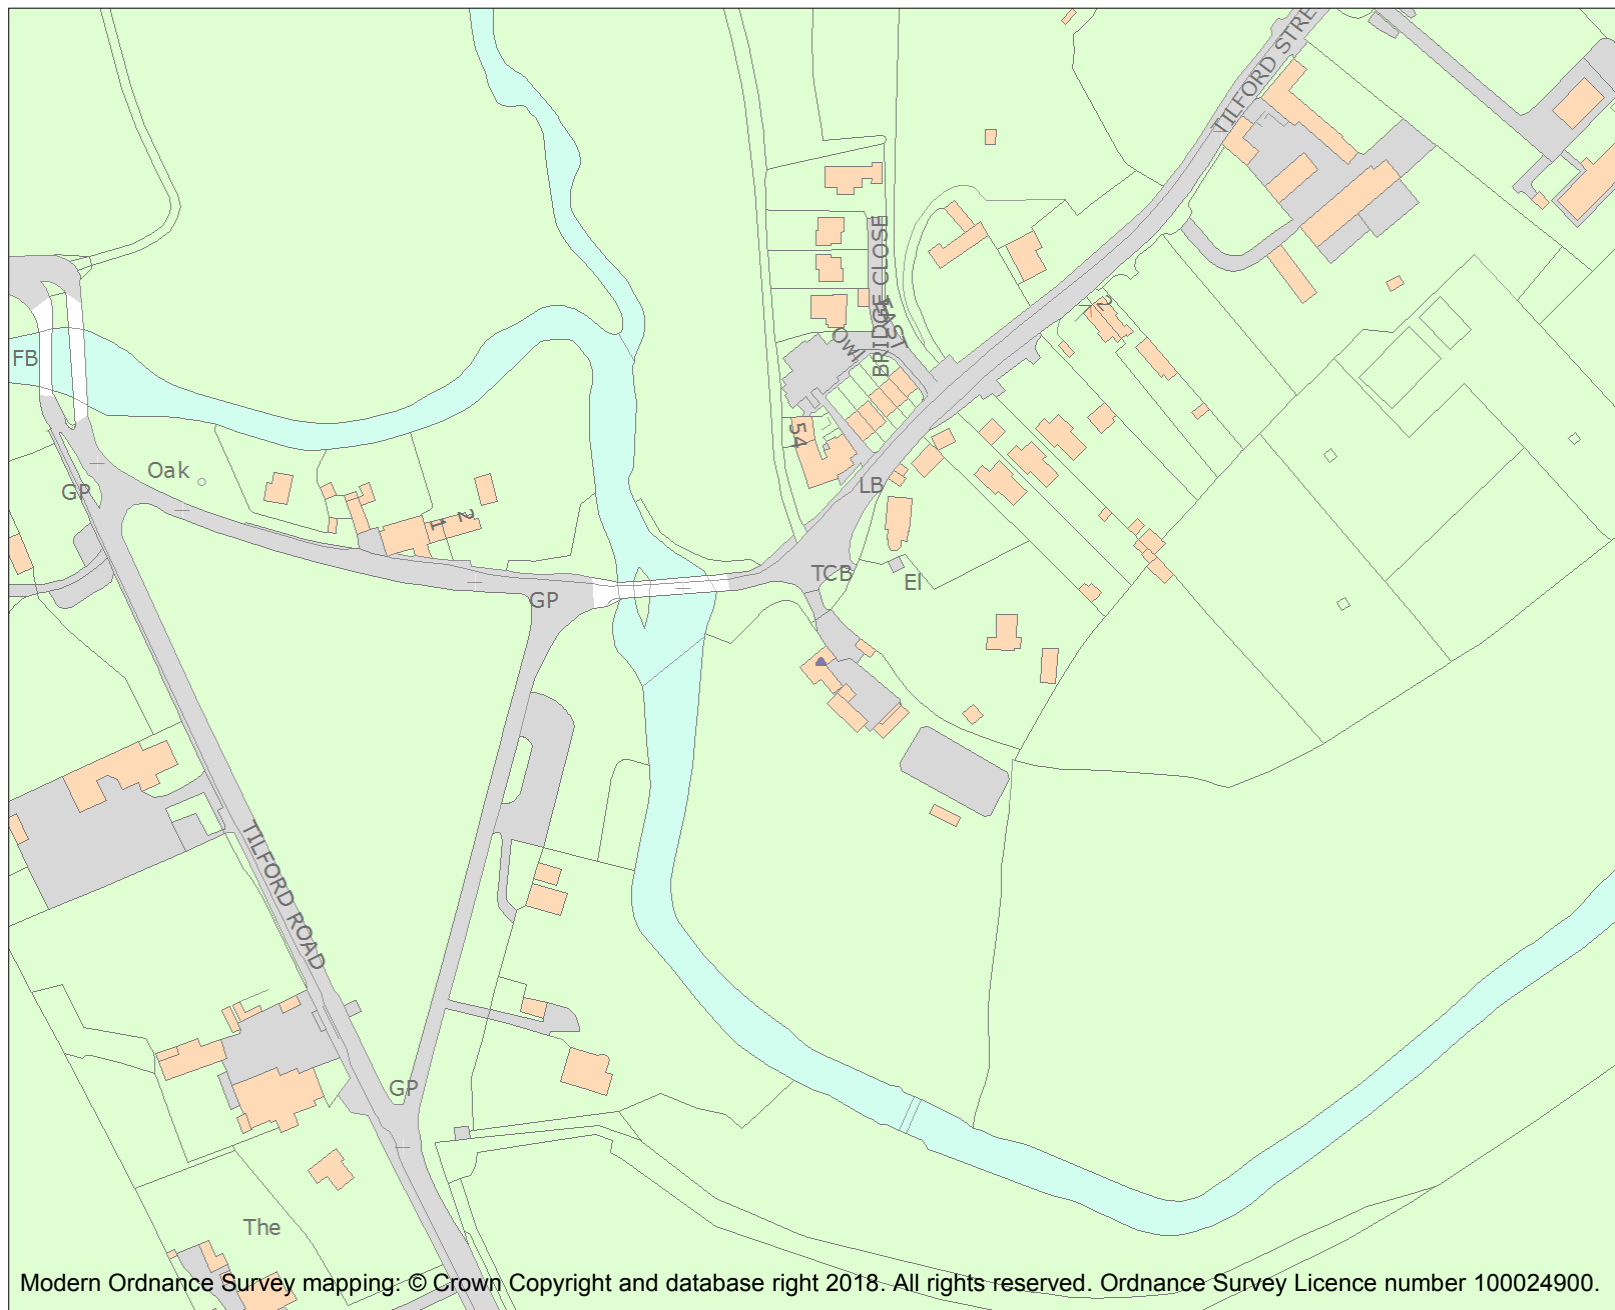 TILFORD STRE
BRIDGE CLOSE
EAST
2
FB
Owl
54
Oak
GP
LB
1
2
TCB
El
GP
TILFORD ROAD
GP
The
Modern Ordnance Survey mapping: © Crown Copyright and database right 2018. All rights reserved. Ordnance Survey Licence number 100024900.